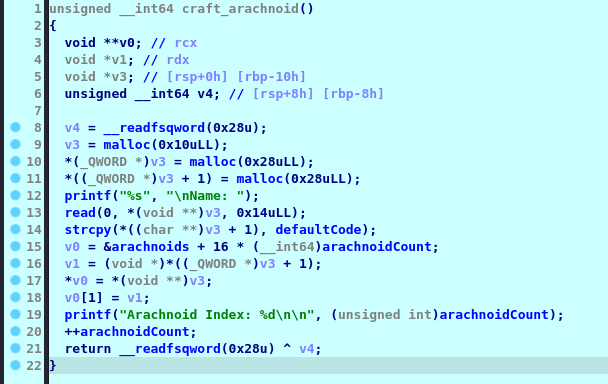 1 unsigned __int64 craft_arachnoid()
2 {
3   void **v0; // rcx
4   void *v1; // rdx
5   void *v3; // [rsp+0h] [rbp-10h]
6   unsigned __int64 v4; // [rsp+8h] [rbp-8h]
7
8   v4 = __readfsqword(0x28u);
9   v3 = malloc(0x10uLL);
10   *(_QWORD *)v3 = malloc(0x28uLL);
11   *((_QWORD *)v3 + 1) = malloc(0x28uLL);
12   printf("%s", "\nName: ");
13   read(0, *(void **)v3, 0x14uLL);
14   strcpy(*((char **)v3 + 1), defaultCode);
15   v0 = &arachnoids + 16 * (__int64)arachnoidCount;
16   v1 = (void *)*((_QWORD *)v3 + 1);
17   *v0 = *(void **)v3;
18   v0[1] = v1;
19   printf("Arachnoid Index: %d\n\n", (unsigned int)arachnoidCount);
20   ++arachnoidCount;
21   return __readfsqword(0x28u) ^ v4;
22 }